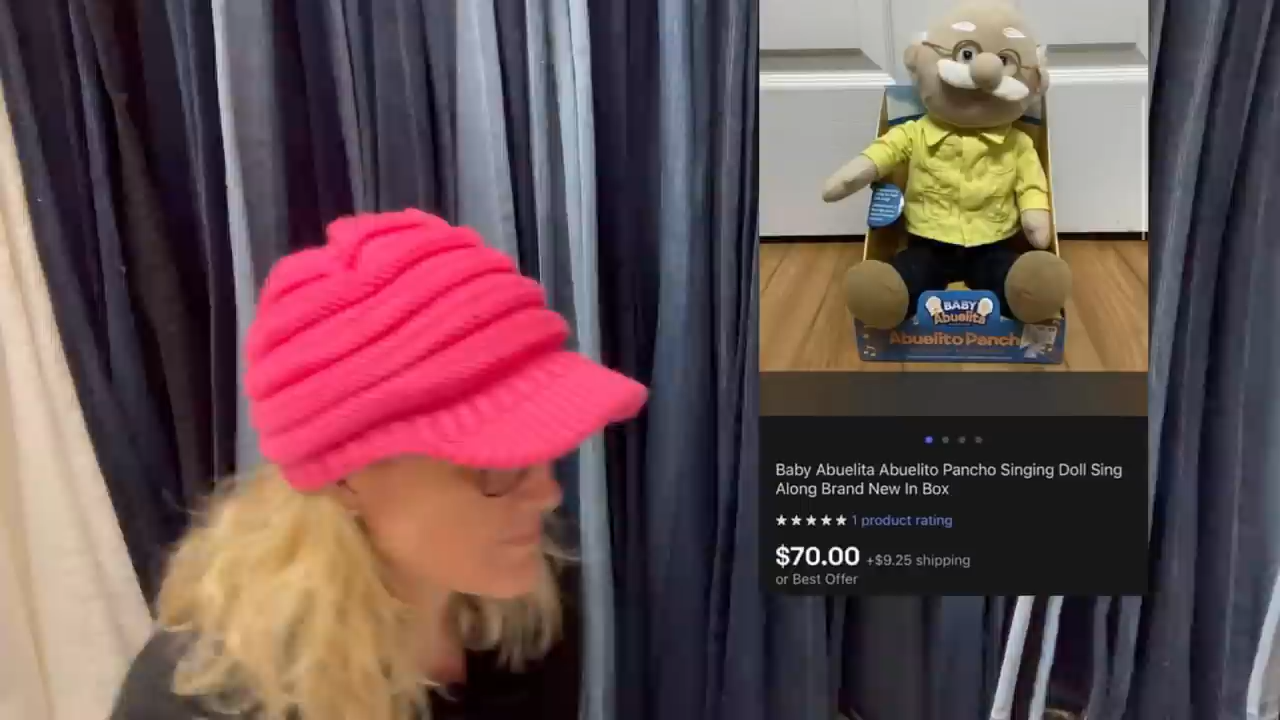 BABY
Abuelita
Abuelito Panch
Baby Abuelita Abuelito Pancho Singing Doll Sing
Along Brand New In Box
1 product rating
$70.00 +$9.25 shipping
or Best Offer